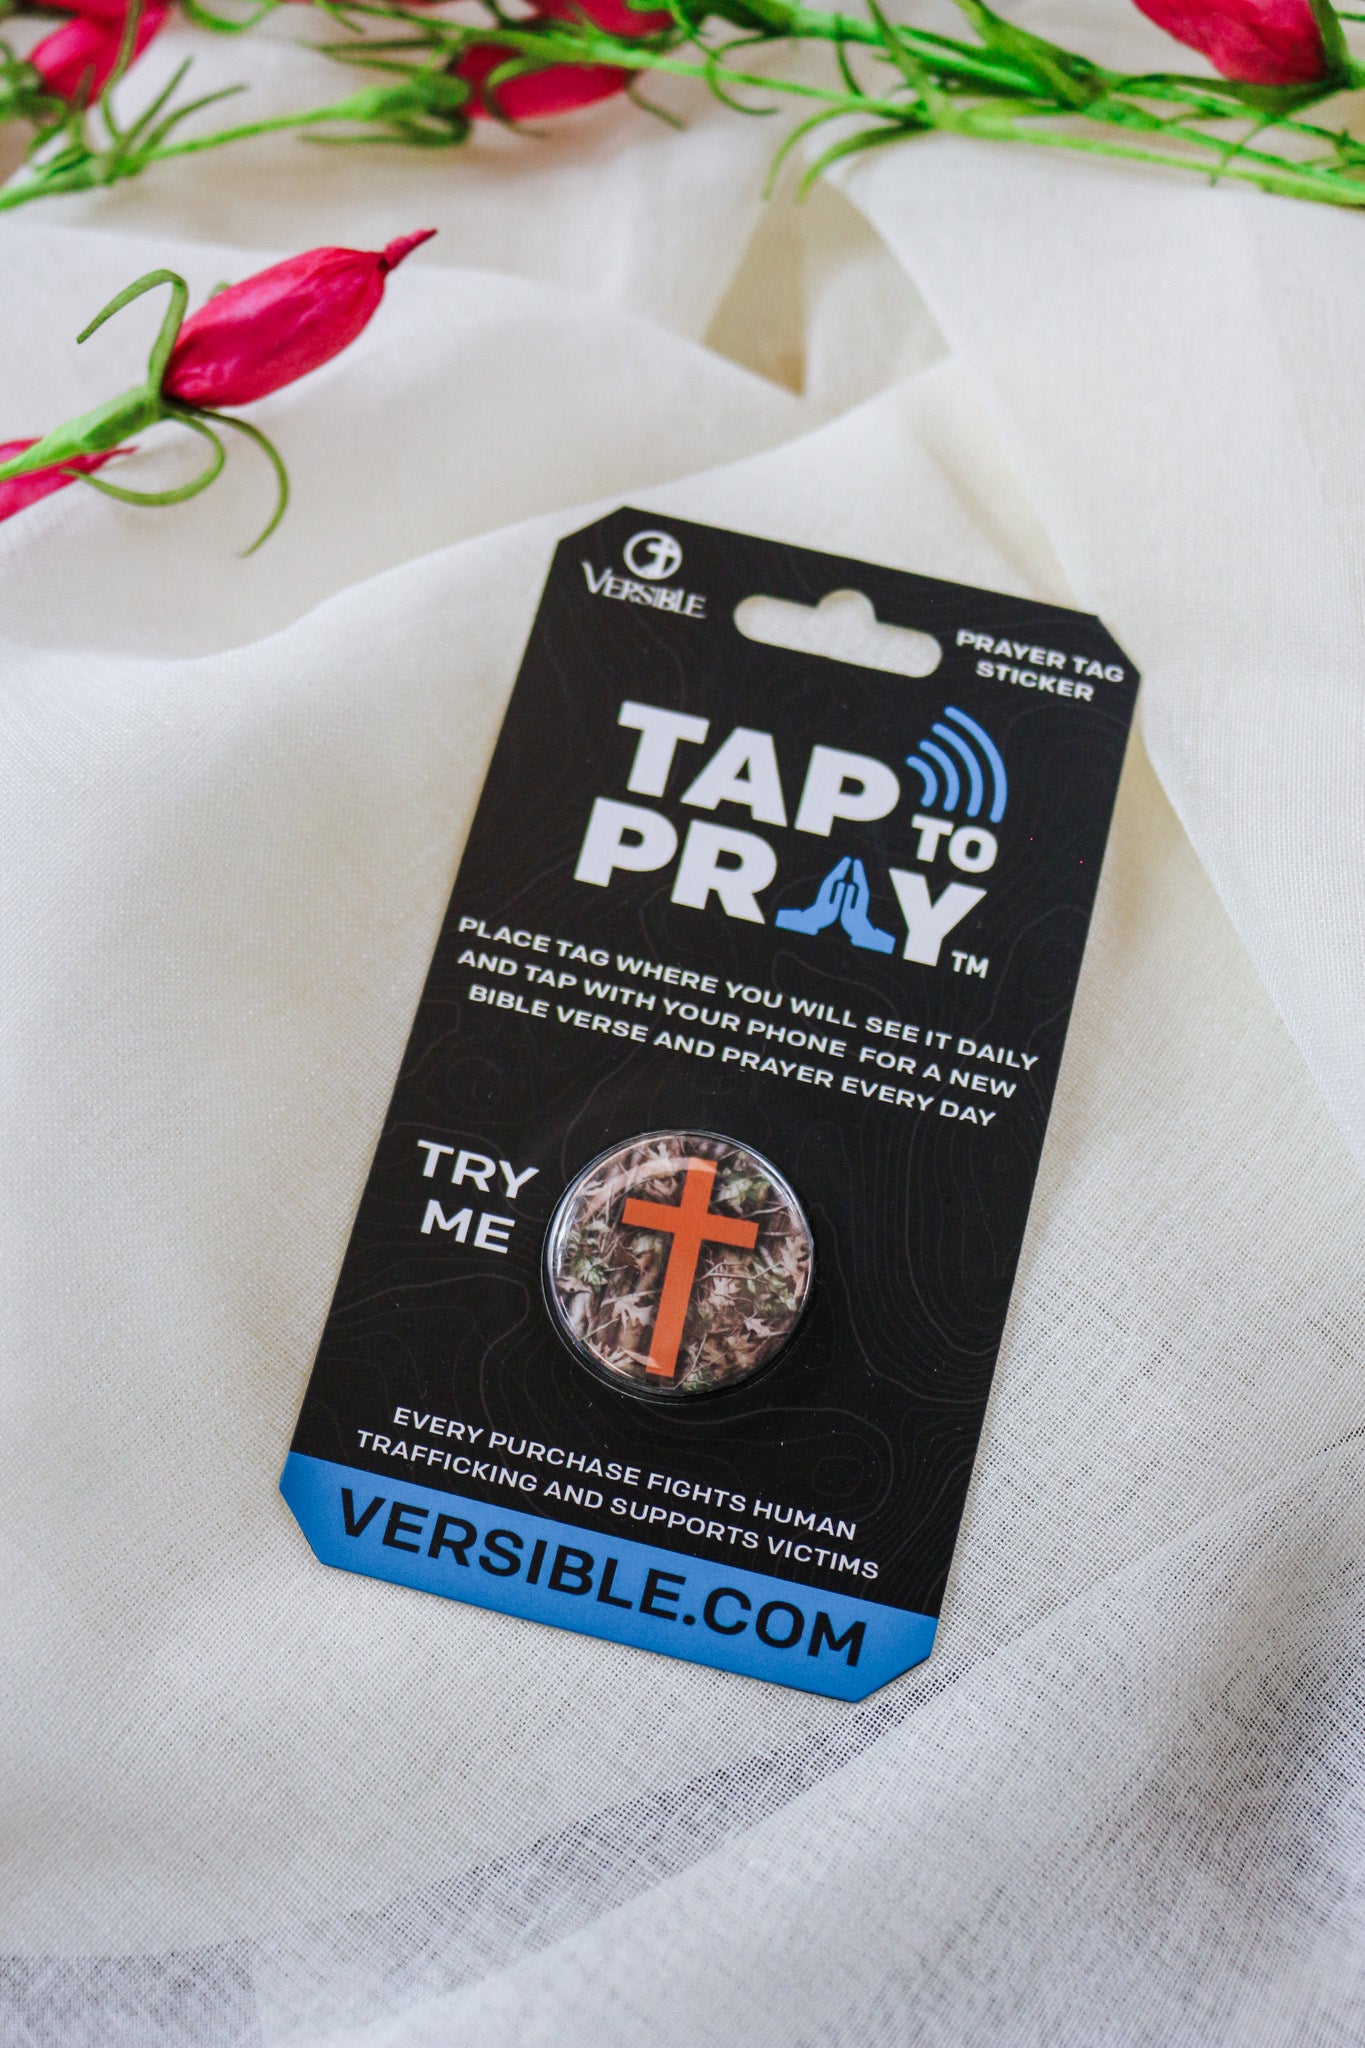 VERSIBLE
PRAYER TAG
STICKER
TAP
TO
PRAY™
PLACE TAG WHERE YOU WILL SEE IT DAILY
AND TAP WITH YOUR PHONE FOR A NEW
BIBLE VERSE AND PRAYER EVERY DAY
TRY
ME
EVERY PURCHASE FIGHTS HUMAN
TRAFFICKING AND SUPPORTS VICTIMS
VERSIBLE.COM